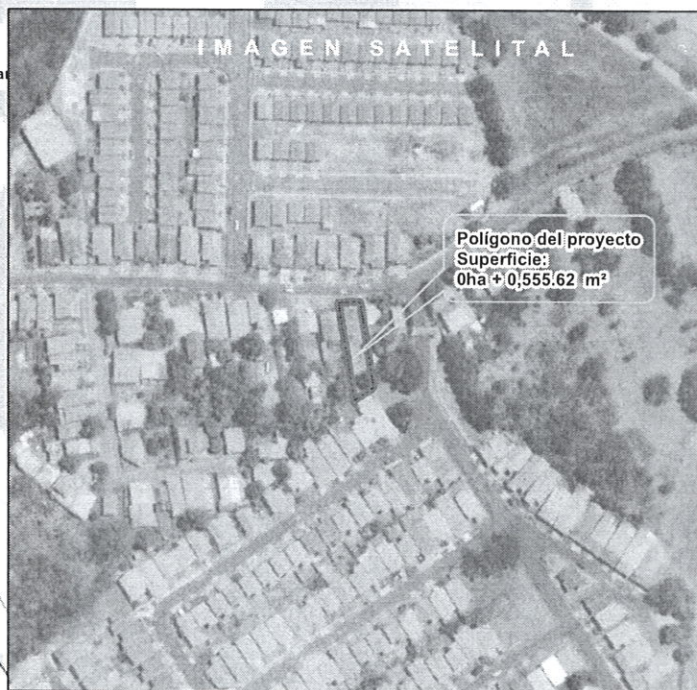 IMAGEN SATELITAL
Polígono del proyecto
Superficie:
0ha + 0,555.62 m²